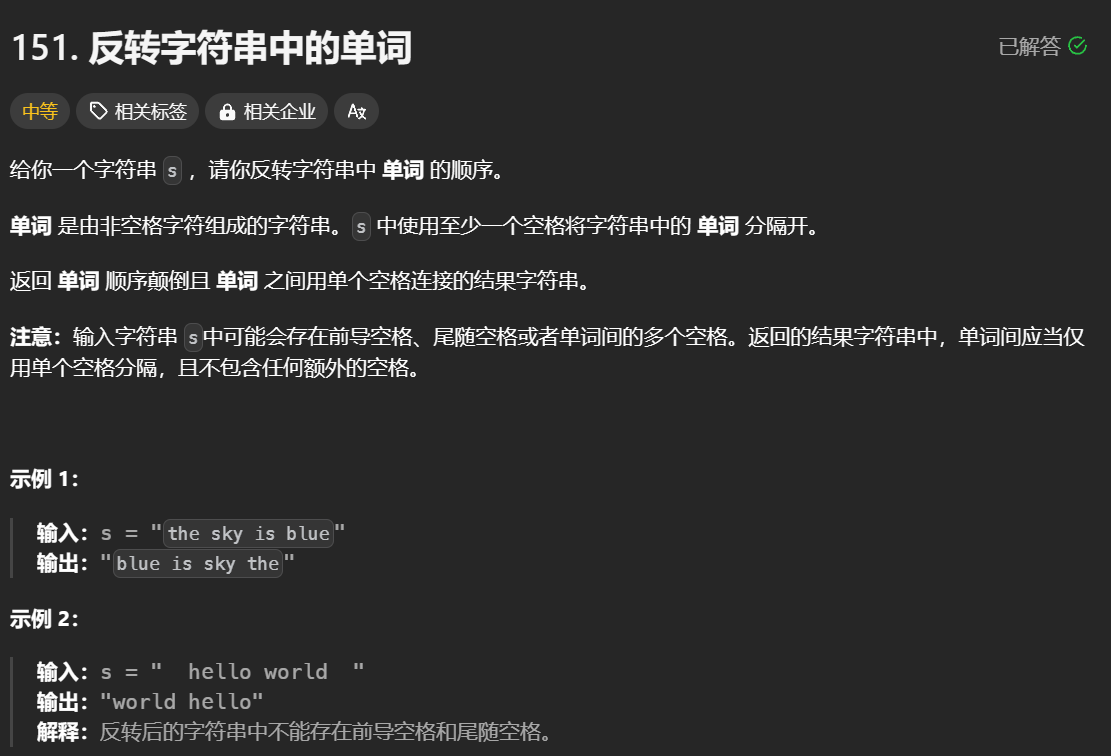 151. 反转字符串中的单词
已解答
中等 相关标签 相关企业
给你一个字符串 s ，请你反转字符串中 单词 的顺序。
单词 是由非空格字符组成的字符串。s 中使用至少一个空格将字符串中的 单词 分隔开。
返回 单词 顺序颠倒且 单词 之间用单个空格连接的结果字符串。
注意：输入字符串 s中可能会存在前导空格、尾随空格或者单词间的多个空格。返回的结果字符串中，单词间应当仅
用单个空格分隔，且不包含任何额外的空格。
示例 1：
输入：s = "the sky is blue"
输出："blue is sky the"
示例 2：
输入：s = "  hello world  "
输出："world hello"
解释：反转后的字符串中不能存在前导空格和尾随空格。